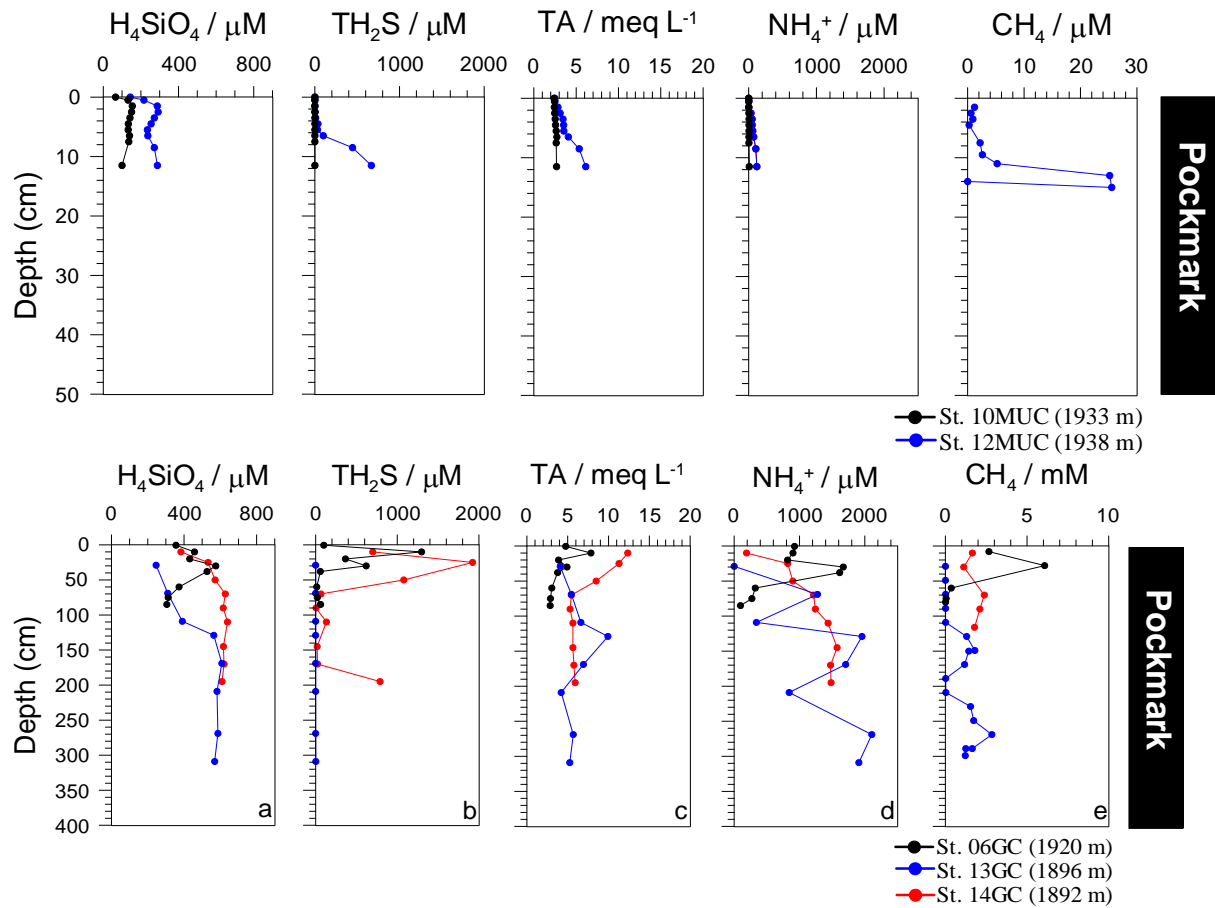 H₄SiO₄ / μM TH₂S / μM TA / meq L⁻¹ NH₄⁺ / μM CH₄ / μM
0 400 800 0 1000 2000 0 5 10 15 20 0 1000 2000 0 10 20 30
0
10
20
30
40
50
Depth (cm)
Pockmark
St. 10MUC (1933 m)
St. 12MUC (1938 m)
H₄SiO₄ / μM TH₂S / μM TA / meq L⁻¹ NH₄⁺ / μM CH₄ / mM
0 400 800 0 1000 2000 0 5 10 15 20 0 1000 2000 0 5 10
0
50
100
150
200
250
300
350
400
Depth (cm)
a b c d e
Pockmark
St. 06GC (1920 m)
St. 13GC (1896 m)
St. 14GC (1892 m)